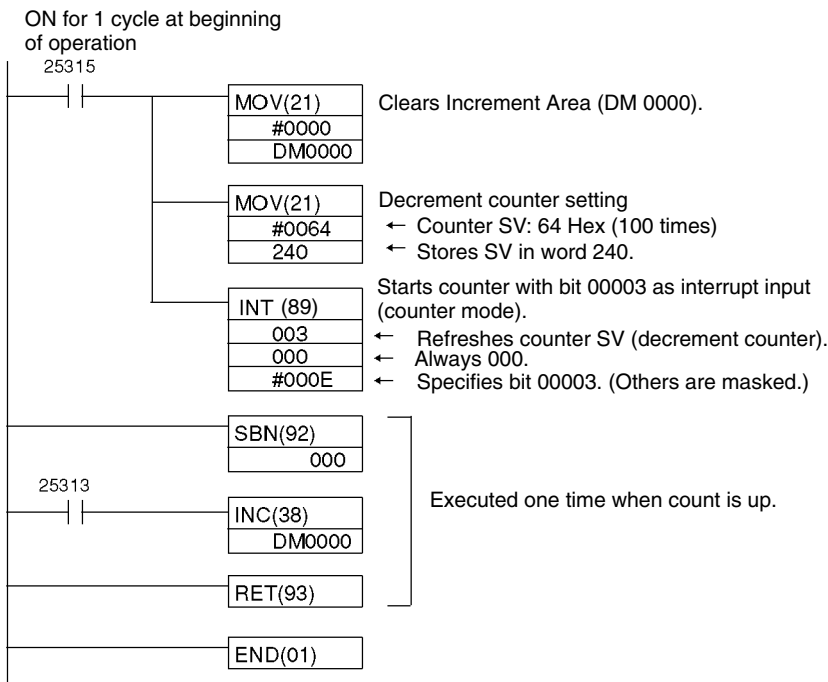 ON for 1 cycle at beginning
of operation
25315
MOV(21)
#0000
DM0000
Clears Increment Area (DM 0000).
MOV(21)
#0064
240
Decrement counter setting
← Counter SV: 64 Hex (100 times)
← Stores SV in word 240.
INT (89)
003
000
#000E
Starts counter with bit 00003 as interrupt input
(counter mode).
← Refreshes counter SV (decrement counter).
← Always 000.
← Specifies bit 00003. (Others are masked.)
SBN(92)
000
25313
INC(38)
DM0000
Executed one time when count is up.
RET(93)
END(01)